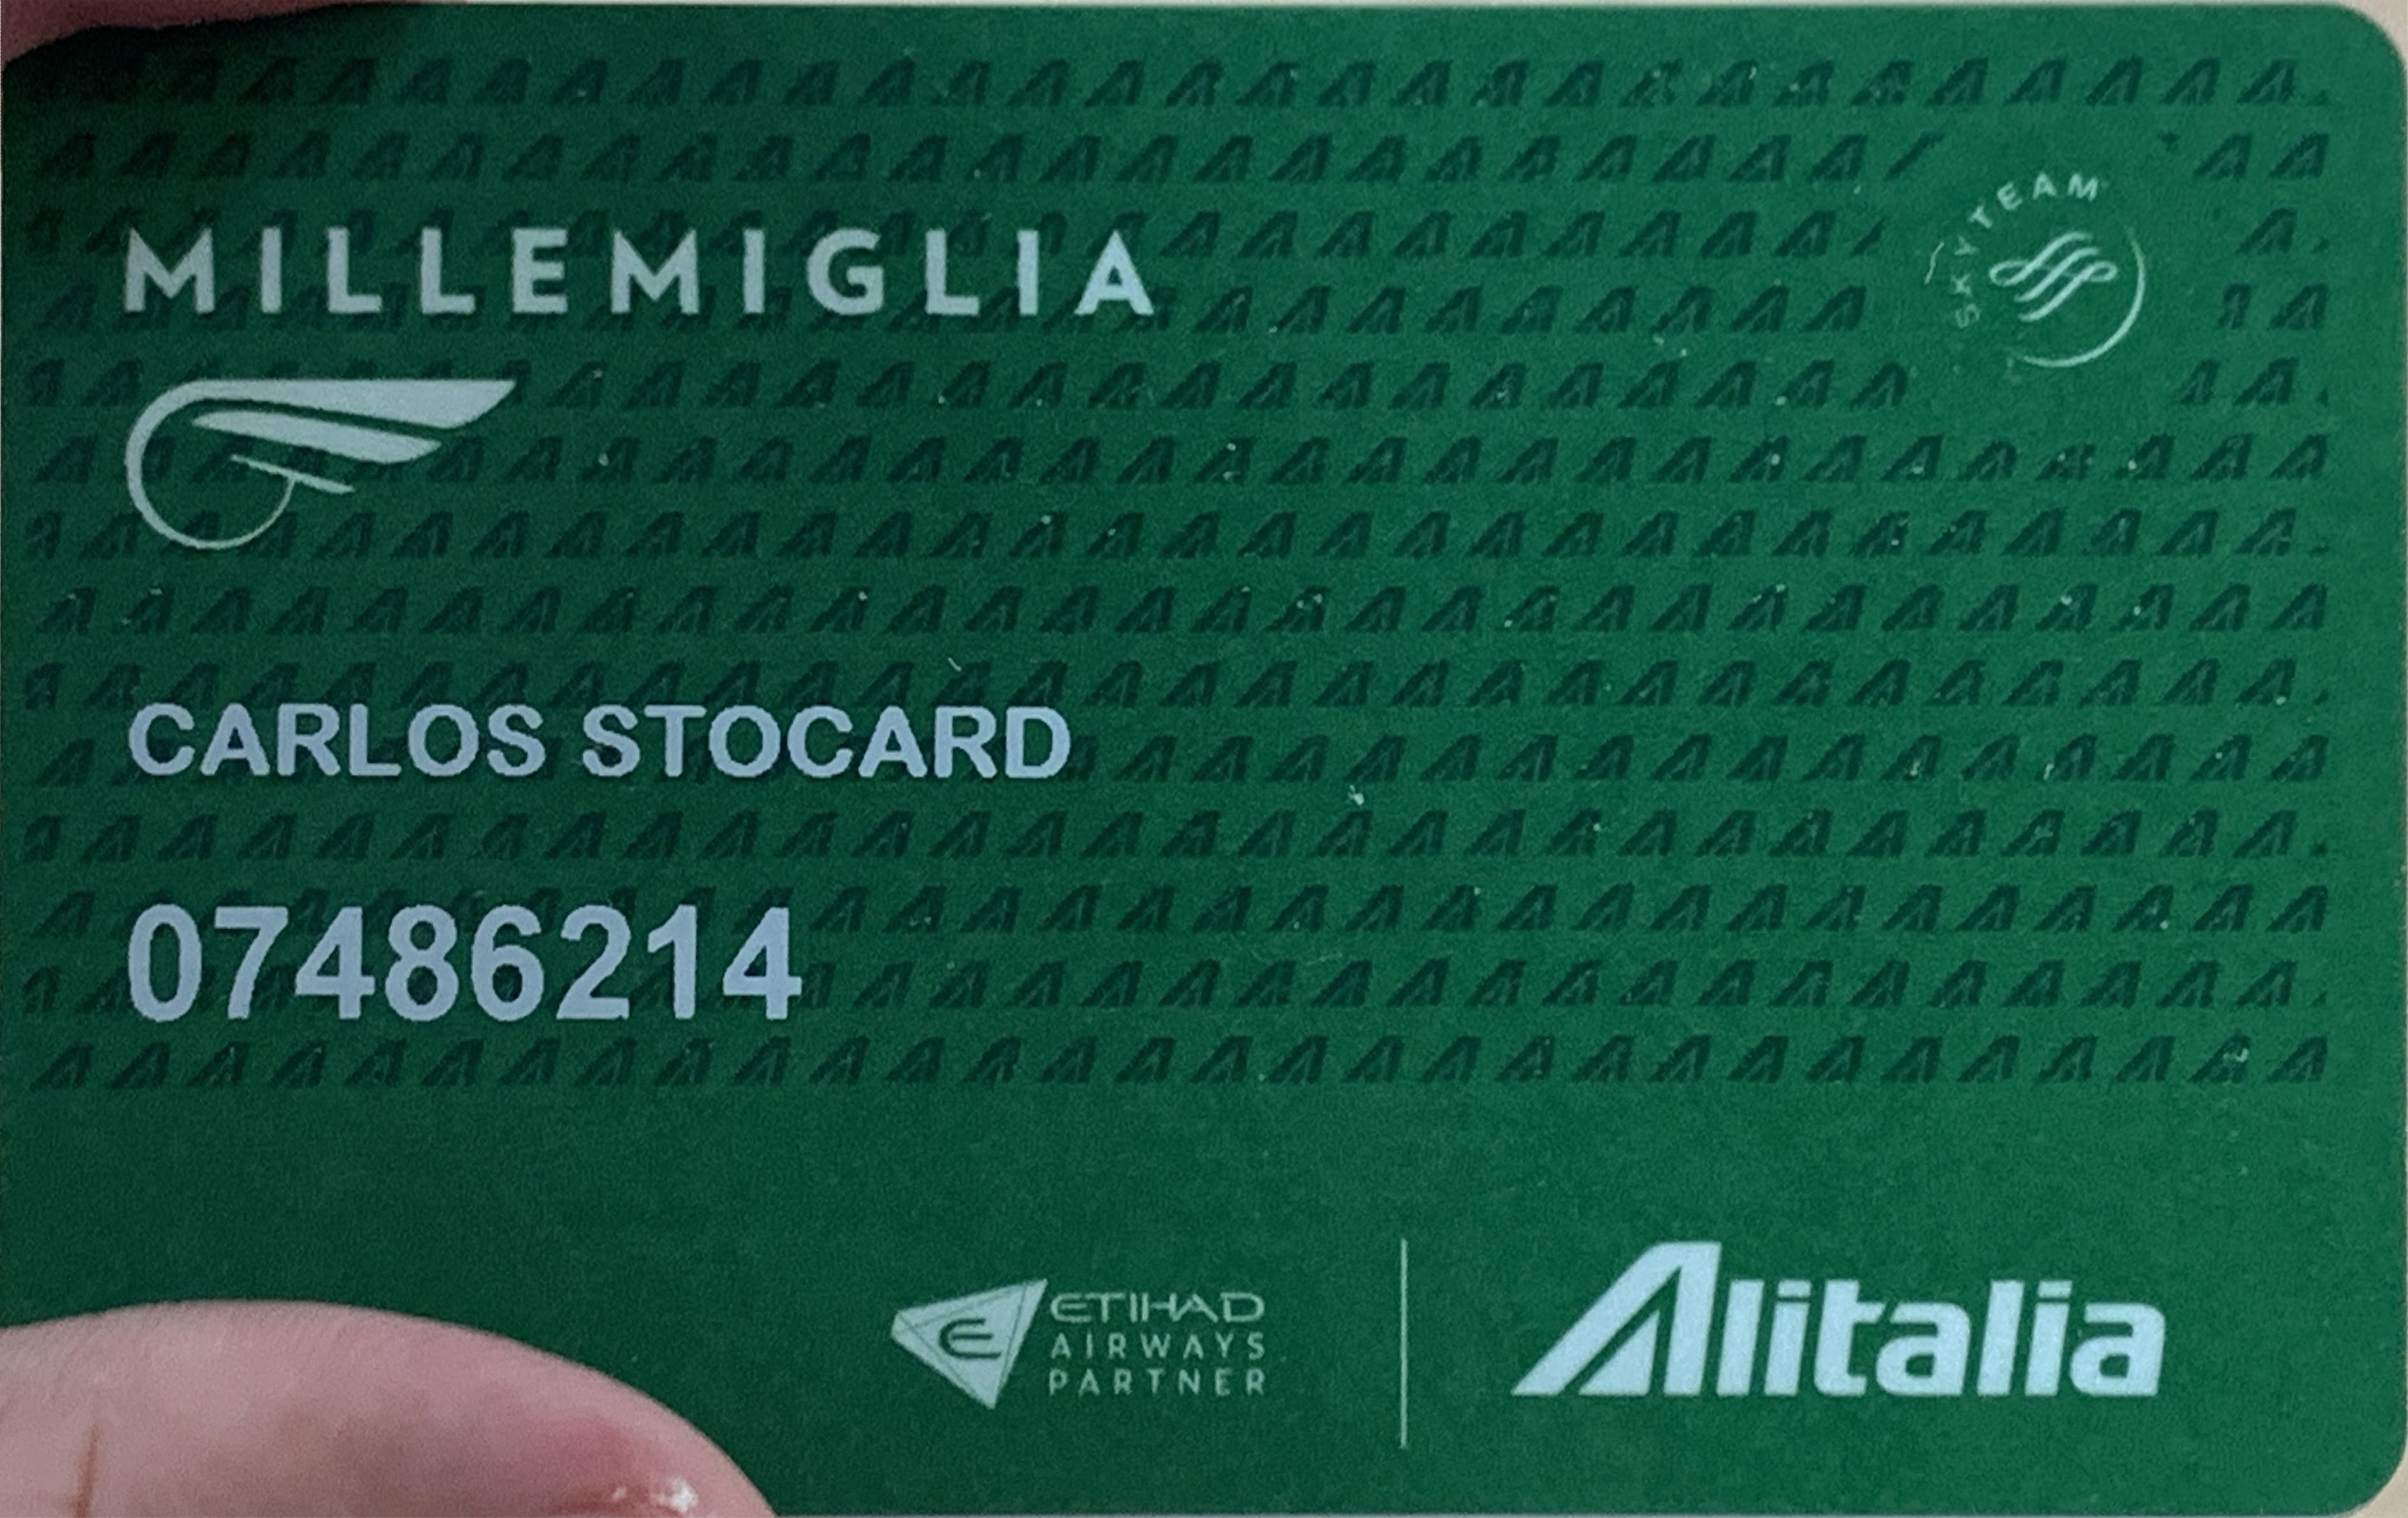 MILLEMIGLIA
SKYTEAM
CARLOS STOCARD
07486214
ETIHAD
AIRWAYS
PARTNER
Alitalia